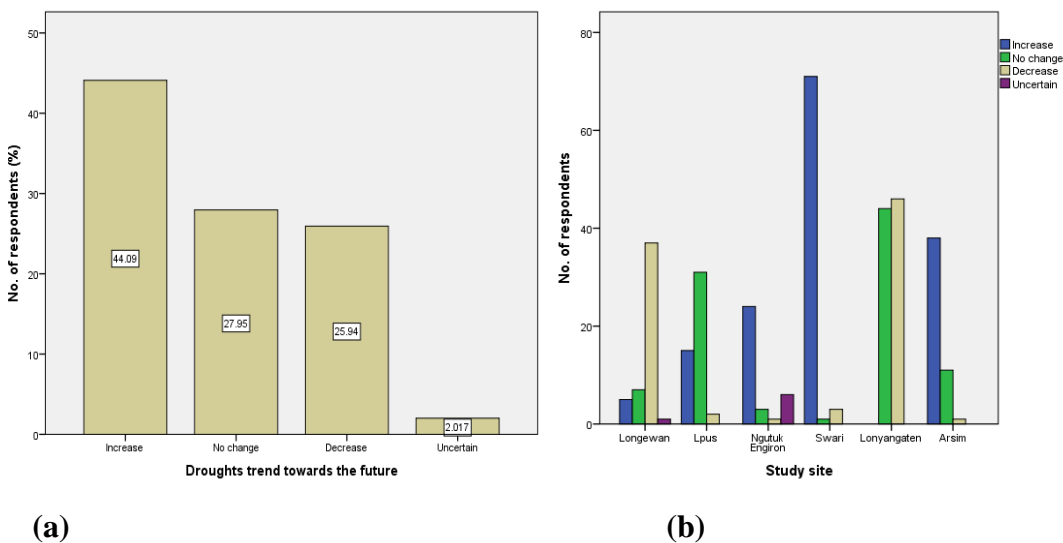 No. of respondents (%)
50
40
30
20
10
0
44.09
27.95
25.94
2.017
Increase
No change
Decrease
Uncertain
Droughts trend towards the future
(a)
No. of respondents
80
60
40
20
0
Longewan
Lpus
Ngutuk
Engiron
Swari
Lonyangaten
Arsim
Study site
Increase
No change
Decrease
Uncertain
(b)